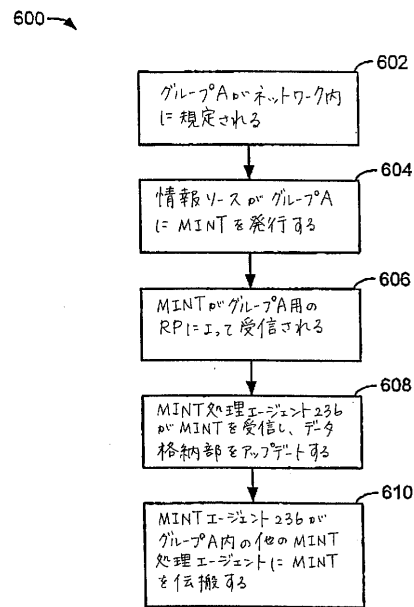 600
602
グループAがネットワーク内
に規定される
604
情報ソースがグループA
にMINTを発行する
606
MINTがグループA用の
RPによって受信される
608
MINT処理エージェント236
がMINTを受信し、データ
格納部をアップデートする
610
MINTエージェント236が
グループA内の他のMINT
処理エージェントにMINT
を伝搬する